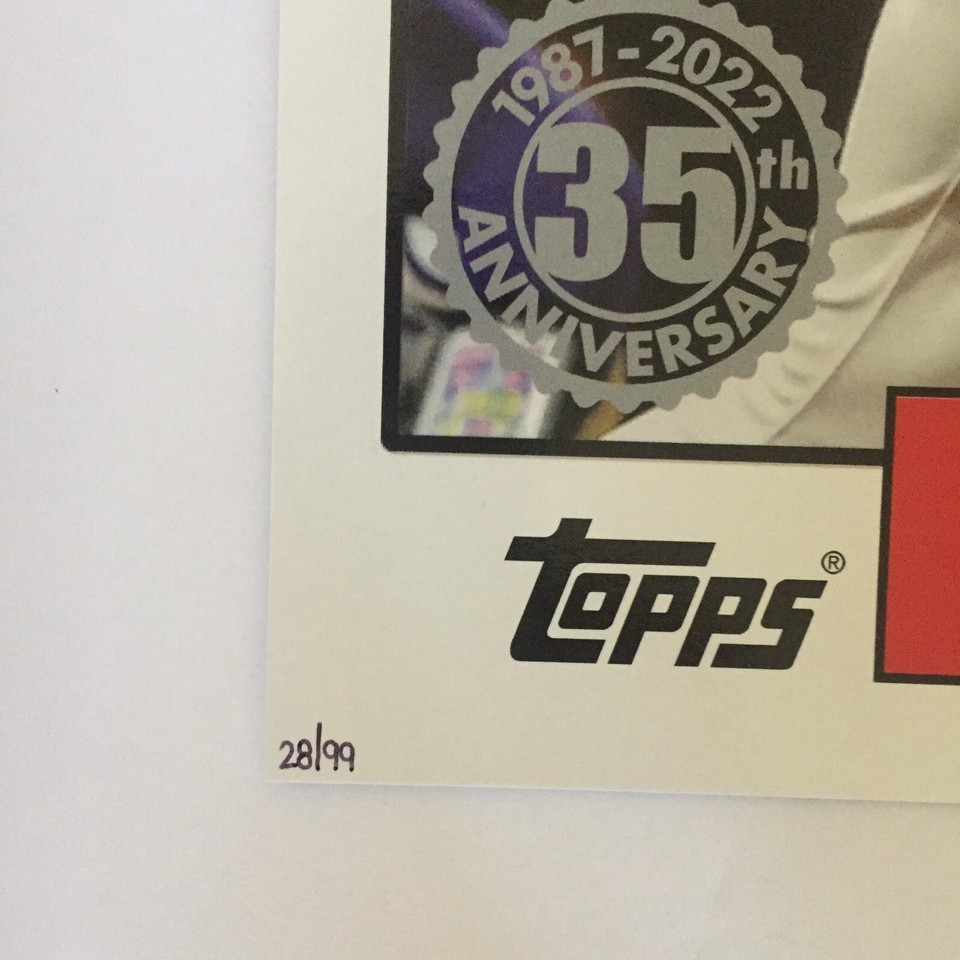 1987-2022
35th
ANNIVERSARY
topps®
28/99